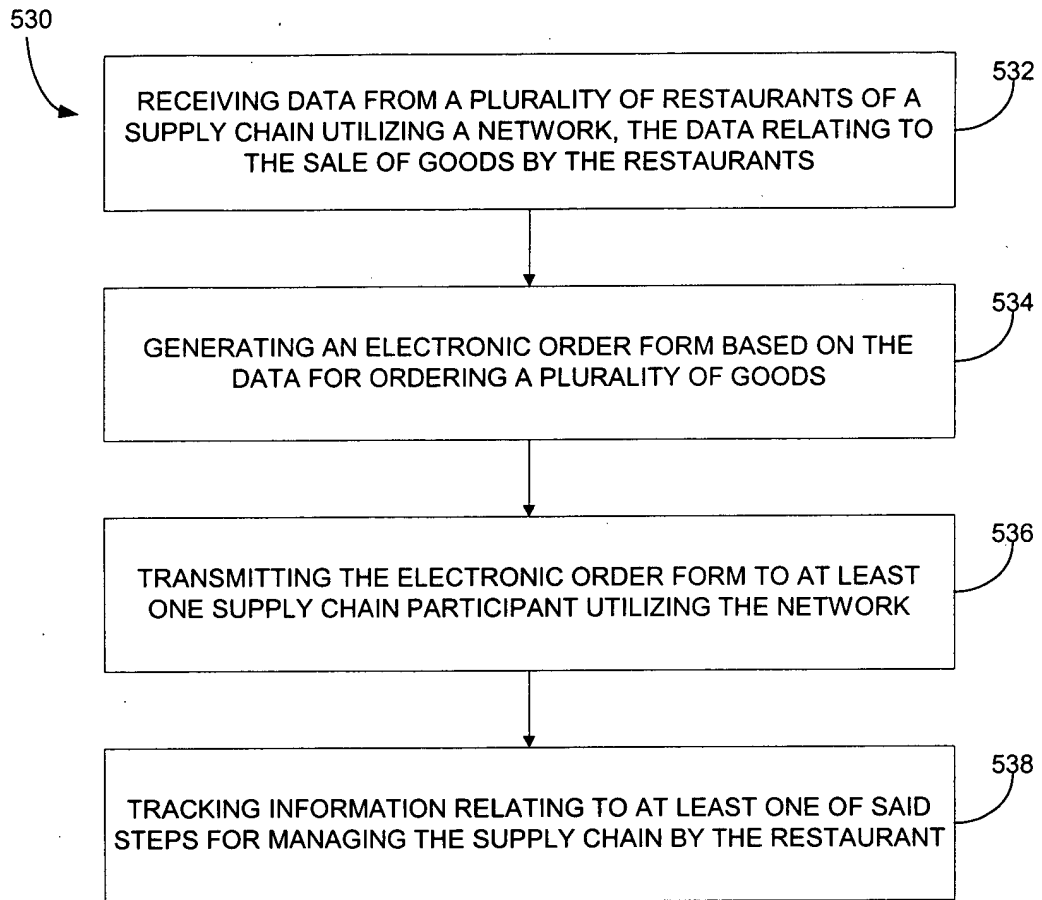 530
532
RECEIVING DATA FROM A PLURALITY OF RESTAURANTS OF A
SUPPLY CHAIN UTILIZING A NETWORK, THE DATA RELATING TO
THE SALE OF GOODS BY THE RESTAURANTS
534
GENERATING AN ELECTRONIC ORDER FORM BASED ON THE
DATA FOR ORDERING A PLURALITY OF GOODS
536
TRANSMITTING THE ELECTRONIC ORDER FORM TO AT LEAST
ONE SUPPLY CHAIN PARTICIPANT UTILIZING THE NETWORK
538
TRACKING INFORMATION RELATING TO AT LEAST ONE OF SAID
STEPS FOR MANAGING THE SUPPLY CHAIN BY THE RESTAURANT